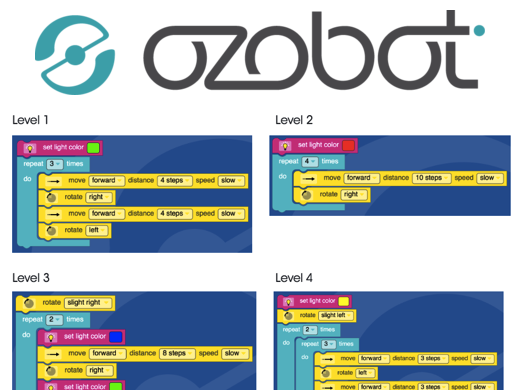 ozobot
Level 1
set light color
repeat 3 times
do move forward distance 4 steps speed slow
rotate right
move forward distance 4 steps speed slow
rotate left
Level 2
set light color
repeat 4 times
do move forward distance 10 steps speed slow
rotate right
Level 3
rotate slight right
repeat 2 times
do set light color
move forward distance 8 steps speed slow
rotate right
set light color
Level 4
set light color
rotate slight left
repeat 2 times
do repeat 3 times
do move forward distance 3 steps speed slow
rotate left
move forward distance 3 steps speed slow